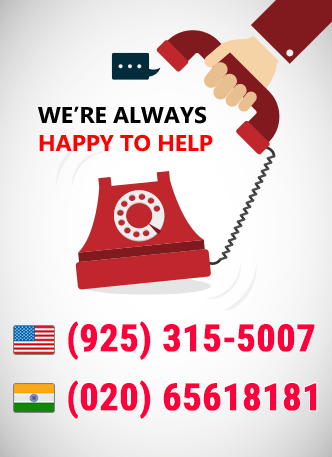 WE'RE ALWAYS
HAPPY TO HELP
(925) 315-5007
(020) 65618181